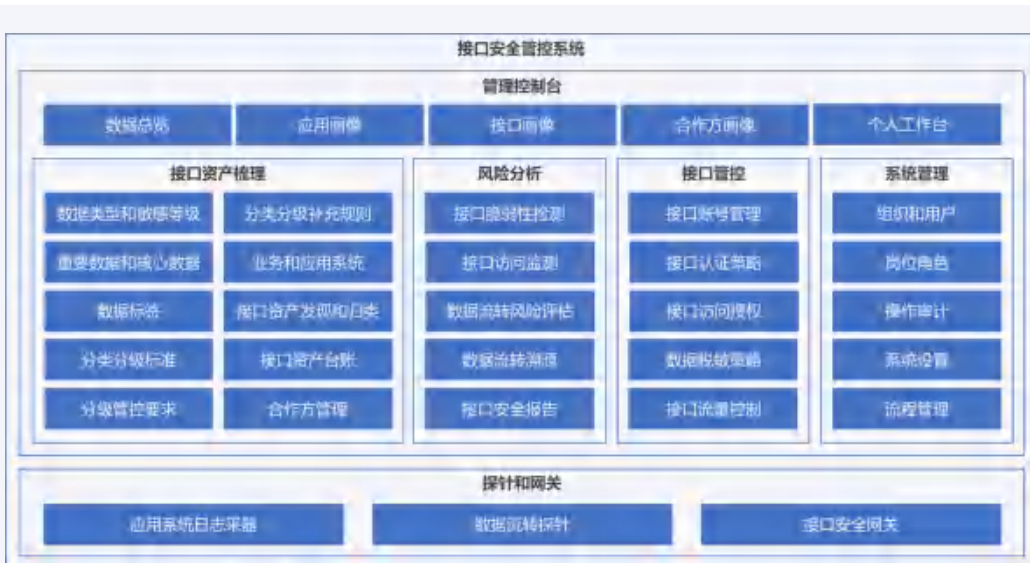 接口安全管控系统
管理控制台
数据总览
应用画像
接口画像
合作方画像
个人工作台
接口资产梳理
数据类型和敏感等级
分类分级补充规则
重要数据和核心数据
业务和应用系统
数据标签
接口资产发现和归类
分类分级标准
接口资产台账
分级管控要求
合作方管理
风险分析
接口脆弱性检测
接口访问监测
数据流转风险评估
数据流转溯源
接口安全报告
接口管控
接口账号管理
接口认证策略
接口访问授权
数据脱敏策略
接口流量控制
系统管理
组织和用户
岗位角色
操作审计
系统设置
流程管理
探针和网关
应用系统日志采器
数据流转探针
接口安全网关